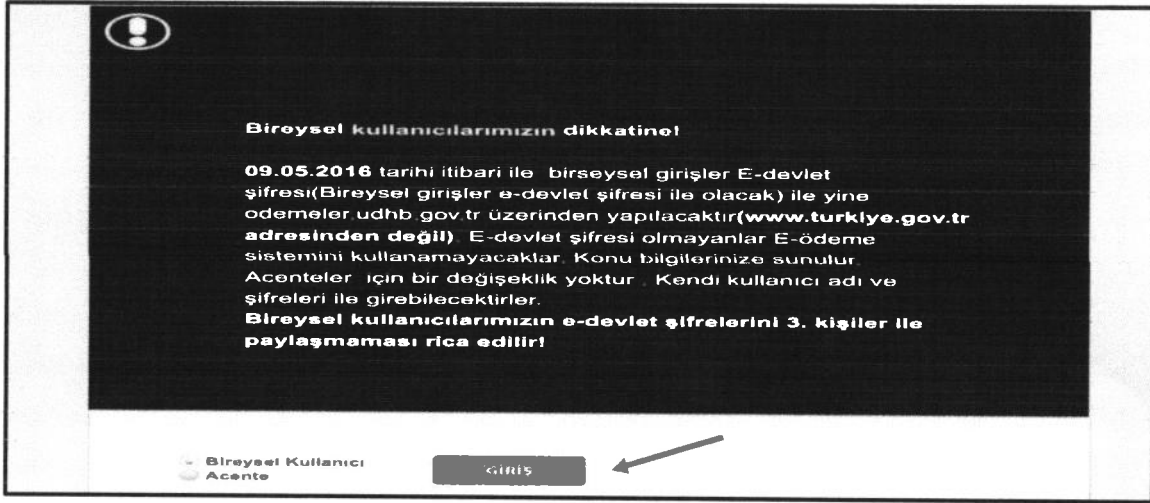 Bireysel kullanıcılarımızın dikkatine!
09.05.2016 tarihi itibari ile birseysel girişler E-devlet
şifresi(Bireysel girişler e-devlet şifresi ile olacak) ile yine
odemeler.udhb.gov.tr üzerinden yapılacaktır(www.turkiye.gov.tr
adresinden değil). E-devlet şifresi olmayanlar E-ödeme
sistemini kullanamayacaklar. Konu bilgilerinize sunulur.
Acenteler için bir değişeklik yoktur . Kendi kullanıcı adı ve
şifreleri ile girebilecektirler.
Bireysel kullanıcılarımızın e-devlet şifrelerini 3. kişiler ile
paylaşmaması rica edilir!
Bireysel Kullanıcı
Acente
GİRİŞ